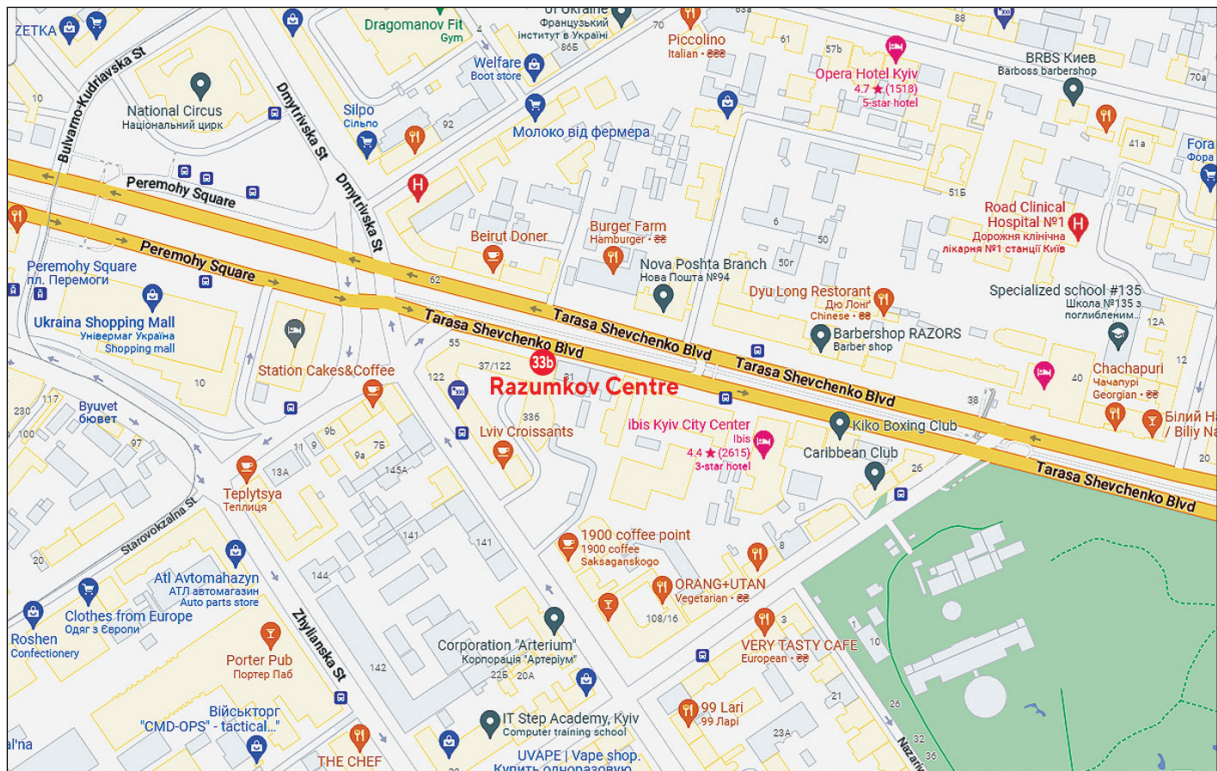 ZETKA
Dragomanov Fit
Gym
of Ukraine
Французький
інститут в Україні
86Б
70
63
61
88
Piccolino
Italian · ₴₴₴
57b
Opera Hotel Kyiv
4.7 ★ (1518)
5-star hotel
BRBS Киев
Barboss barbershop
70a
10
Bulvarno-Kudriavska St
National Circus
Національний цирк
Dmytrivska St
Welfare
Boot store
Silpo
Сільпо
92
Молоко від фермера
41a
Fora
Фора
51Б
Road Clinical
Hospital №1
Дорожня клінічна
лікарня №1 станції Київ
Peremohy Square
Dmytrivska St
H
H
6
50
50г
Beirut Doner
Burger Farm
Hamburger · ₴₴
Nova Poshta Branch
Нова Пошта №94
Peremohy Square
62
Dyu Long Restorant
Дю Лонг
Chinese · ₴₴
Specialized school #135
Школа №135 з
поглибленим...
Peremohy Square
пл. Перемоги
Ukraina Shopping Mall
Універмаг Україна
Shopping mall
Tarasa Shevchenko Blvd
Tarasa Shevchenko Blvd
Tarasa Shevchenko Blvd
Barbershop RAZORS
Barber shop
12A
12
55
37/122
33b
31
Razumkov Centre
Station Cakes&Coffee
122
Chachapuri
Чачапурі
Georgian · ₴₴
40
38
Білий На
/ Biliy Na
230
117
100
97
Byuvet
бювет
11
9
9b
9a
7Б
336
Lviv Croissants
ibis Kyiv City Center
Ibis
4.4 ★ (2615)
3-star hotel
Kiko Boxing Club
Caribbean Club
26
20
Tarasa Shevchenko Blvd
Teplytsya
Теплиця
13A
145A
Starovokzalna St
20
141
141
144
1900 coffee point
1900 coffee
Saksaganskogo
8
Atl Avtomahazyn
АТЛ автомагазин
Auto parts store
Clothes from Europe
Одяг з Європи
Roshen
Confectionery
ORANG+UTAN
Vegetarian · ₴₴
108/16
Zhylianska St
Porter Pub
Портер Паб
Corporation "Arterium"
Корпорація "Артеріум"
VERY TASTY CAFE
European · ₴₴
3
1
10
142
22Б
20A
21
Військторг
"CMD-OPS" - tactical..."
99 Lari
99 Ларі
IT Step Academy, Kyiv
Computer training school
23A
32
36
Nazariv
al'na
THE CHEF
UVAPE | Vape shop.
Купить одноразовую